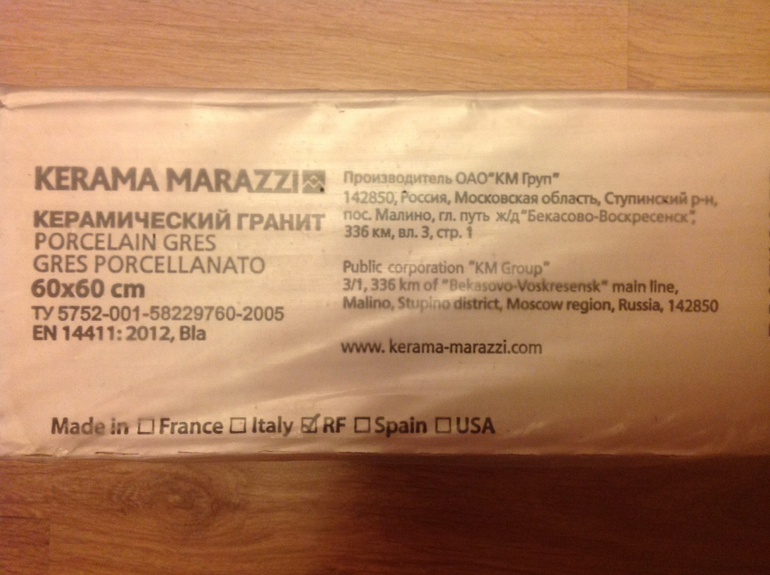 KERAMA MARAZZI
КЕРАМИЧЕСКИЙ ГРАНИТ
PORCELAIN GRES
GRES PORCELLANATO
60x60 cm
ТУ 5752-001-58229760-2005
EN 14411: 2012, Bla
Производитель ОАО"КМ Груп"
142850, Россия, Московская область, Ступинский р-н,
пос. Малино, гл. путь ж/д "Бекасово-Воскресенск",
336 км, вл. 3, стр. 1
Public corporation "KM Group"
3/1, 336 km of "Bekasovo-Voskresensk" main line,
Malino, Stupino district, Moscow region, Russia, 142850
www. kerama-marazzi.com
Made in ☐ France ☐ Italy ☑ RF ☐ Spain ☐ USA